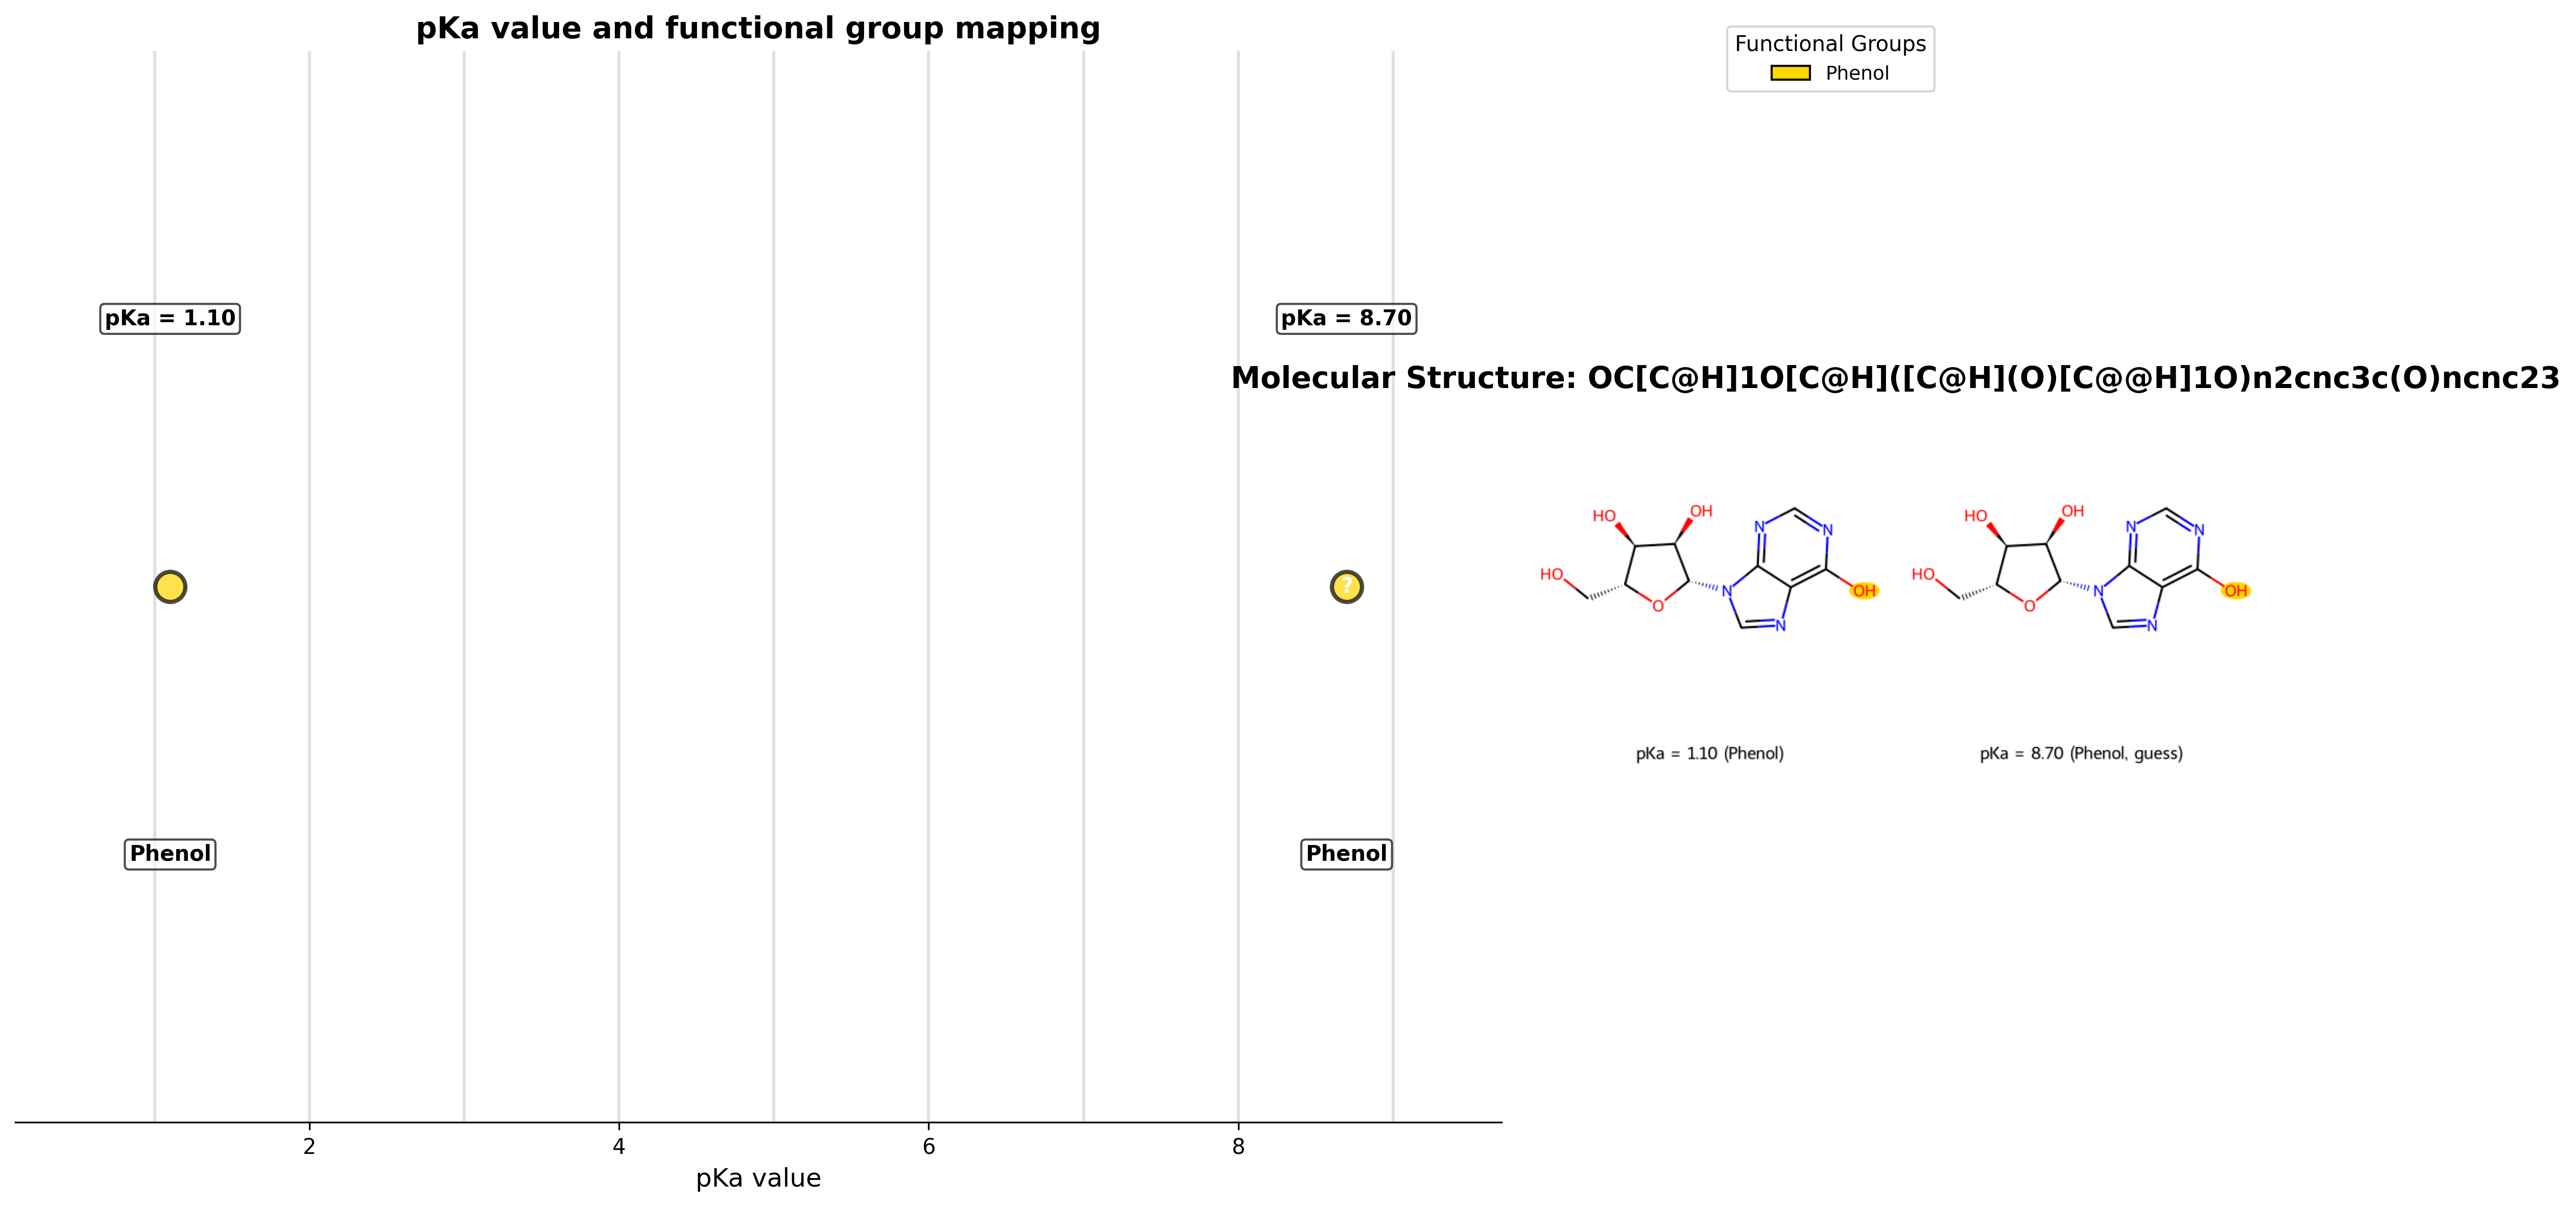 pKa value and functional group mapping
Functional Groups
Phenol
pKa = 1.10
pKa = 8.70
Molecular Structure: OC[C@H]1O[C@H]([C@H](O)[C@@H]1O)n2cnc3c(O)ncnc23
HO
OH
HO
O
N
N
N
N
OH
HO
OH
HO
O
N
N
N
N
OH
?
pKa = 1.10 (Phenol)
pKa = 8.70 (Phenol, guess)
Phenol
Phenol
2
4
6
8
pKa value